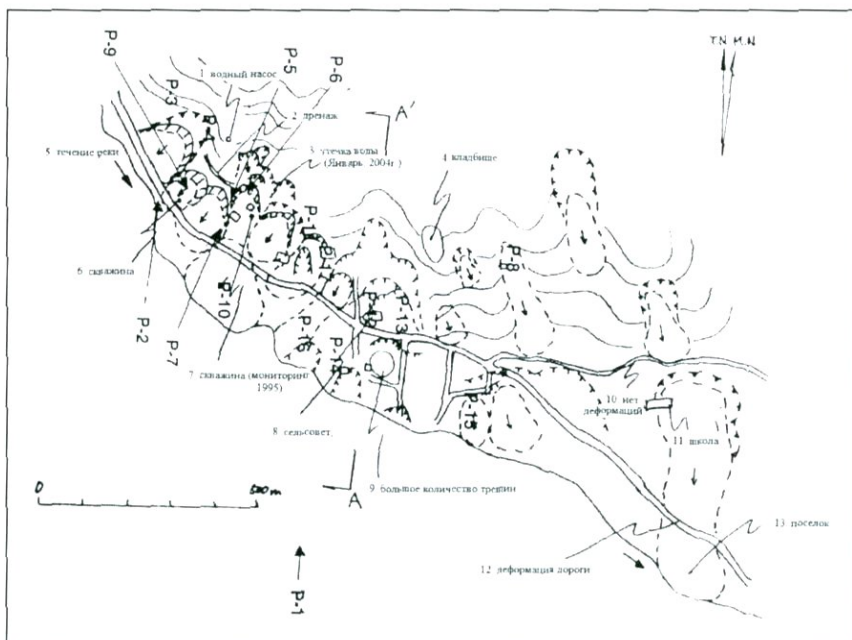 T.N M.N
P-9
P-5
P-6
1 водный насос
P-3
2 дренаж
A'
3 утечка воды
(Январь, 2004г.)
4 кладбище
5 течение реки
P-8
6 скважина
P-10
P-13
P-2
P-7
P-16
P-14
7 скважина (мониторинг
1995)
10 нет
деформаций
P-15
8 сельсовет
11 школа
0
500 m
A
9 большое количество трещин
13 поселок
12 деформация дороги
P-1